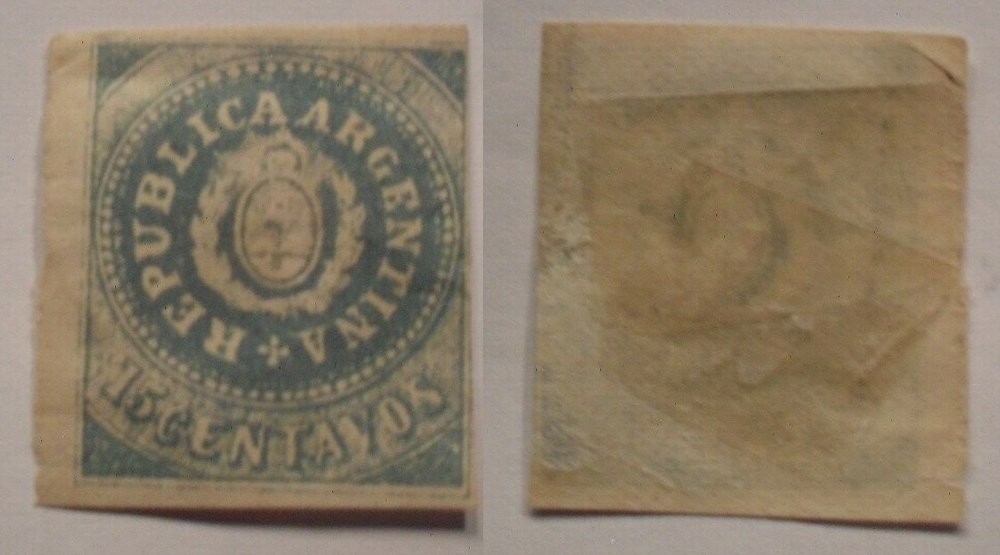 REPUBLICA ARGENTINA
15 CENTAVOS